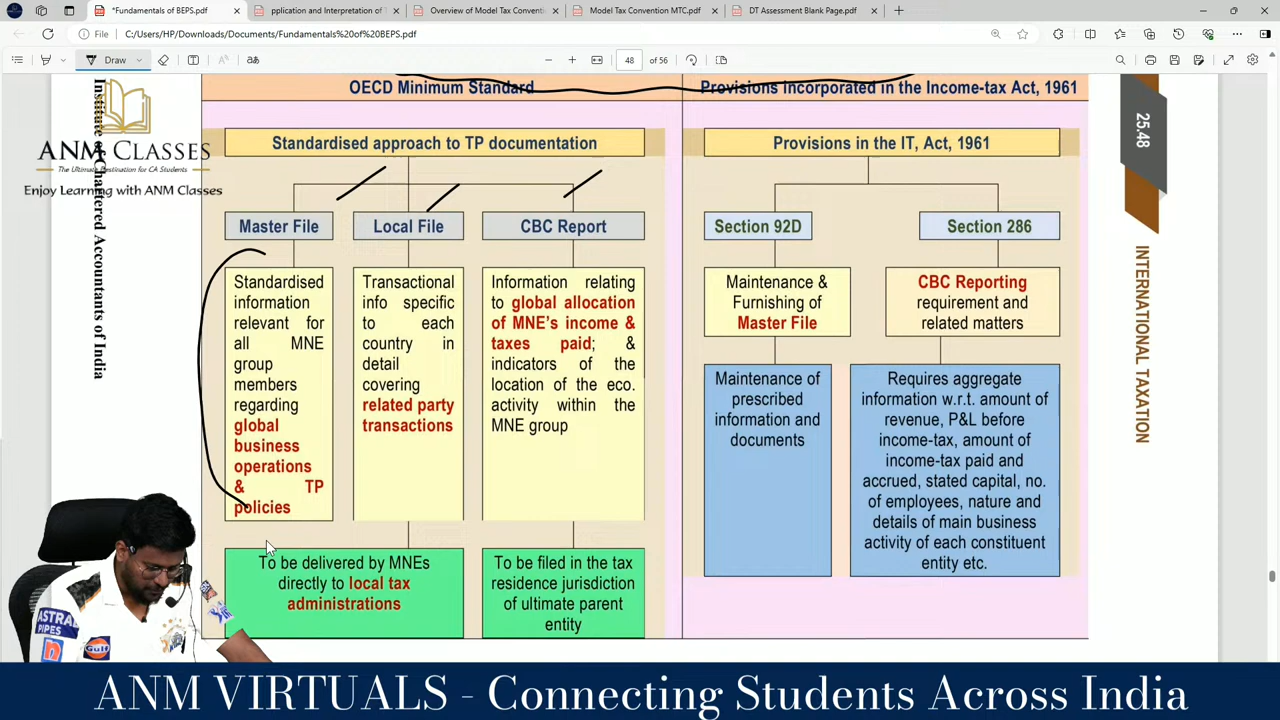 *Fundamentals of BEPS.pdf
pplication and Interpretation of
Overview of Model Tax Conventi
Model Tax Convention MTC.pdf
DT Assessment Blank Page.pdf
File
C:/Users/HP/Downloads/Documents/Fundamentals%20of%20BEPS.pdf
Draw
48
of 56
OECD Minimum Standard
Provisions incorporated in the Income-tax Act, 1961
Institute of Chartered Accountants of India
ANM CLASSES
The Ultimate Destination for CA Students
Enjoy Learning with ANM Classes
Standardised approach to TP documentation
Master File
Local File
CBC Report
Standardised
information
relevant for
all MNE
group
members
regarding
global
business
operations
& TP
policies
Transactional
info specific
to each
country in
detail
covering
related party
transactions
Information relating
to global allocation
of MNE's income &
taxes paid; &
indicators of the
location of the eco.
activity within the
MNE group
To be delivered by MNEs
directly to local tax
administrations
To be filed in the tax
residence jurisdiction
of ultimate parent
entity
Provisions in the IT, Act, 1961
Section 92D
Section 286
Maintenance &
Furnishing of
Master File
CBC Reporting
requirement and
related matters
Maintenance of
prescribed
information and
documents
Requires aggregate
information w.r.t. amount of
revenue, P&L before
income-tax, amount of
income-tax paid and
accrued, stated capital, no.
of employees, nature and
details of main business
activity of each constituent
entity etc.
25.48
INTERNATIONAL TAXATION
ASTRAL
PIPES
Gulf
ANM VIRTUALS - Connecting Students Across India